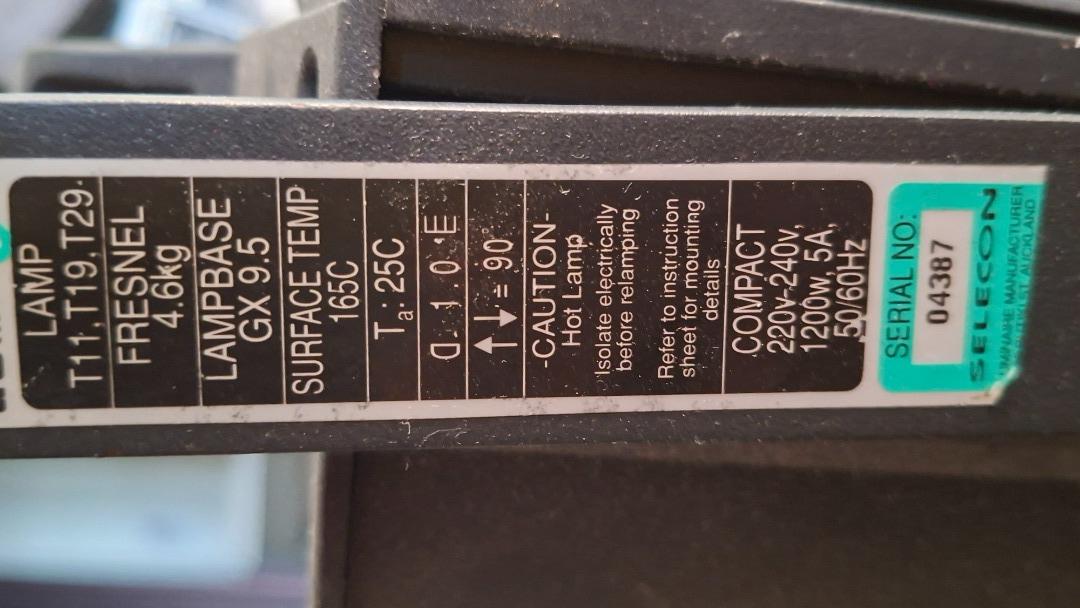 LAMP
T11,T19,T29.
FRESNEL
4.6kg
LAMPBASE
GX 9.5
SURFACE TEMP
165C
Ta: 25C
1.0
= 90°
-CAUTION-
Hot Lamp
Isolate electrically
before relamping
Refer to instruction
sheet for mounting
details
COMPACT
220v-240v,
1200w, 5A,
50/60Hz
SERIAL NO:
04387
SELECON
MANUFACTURER
AUCKLAND